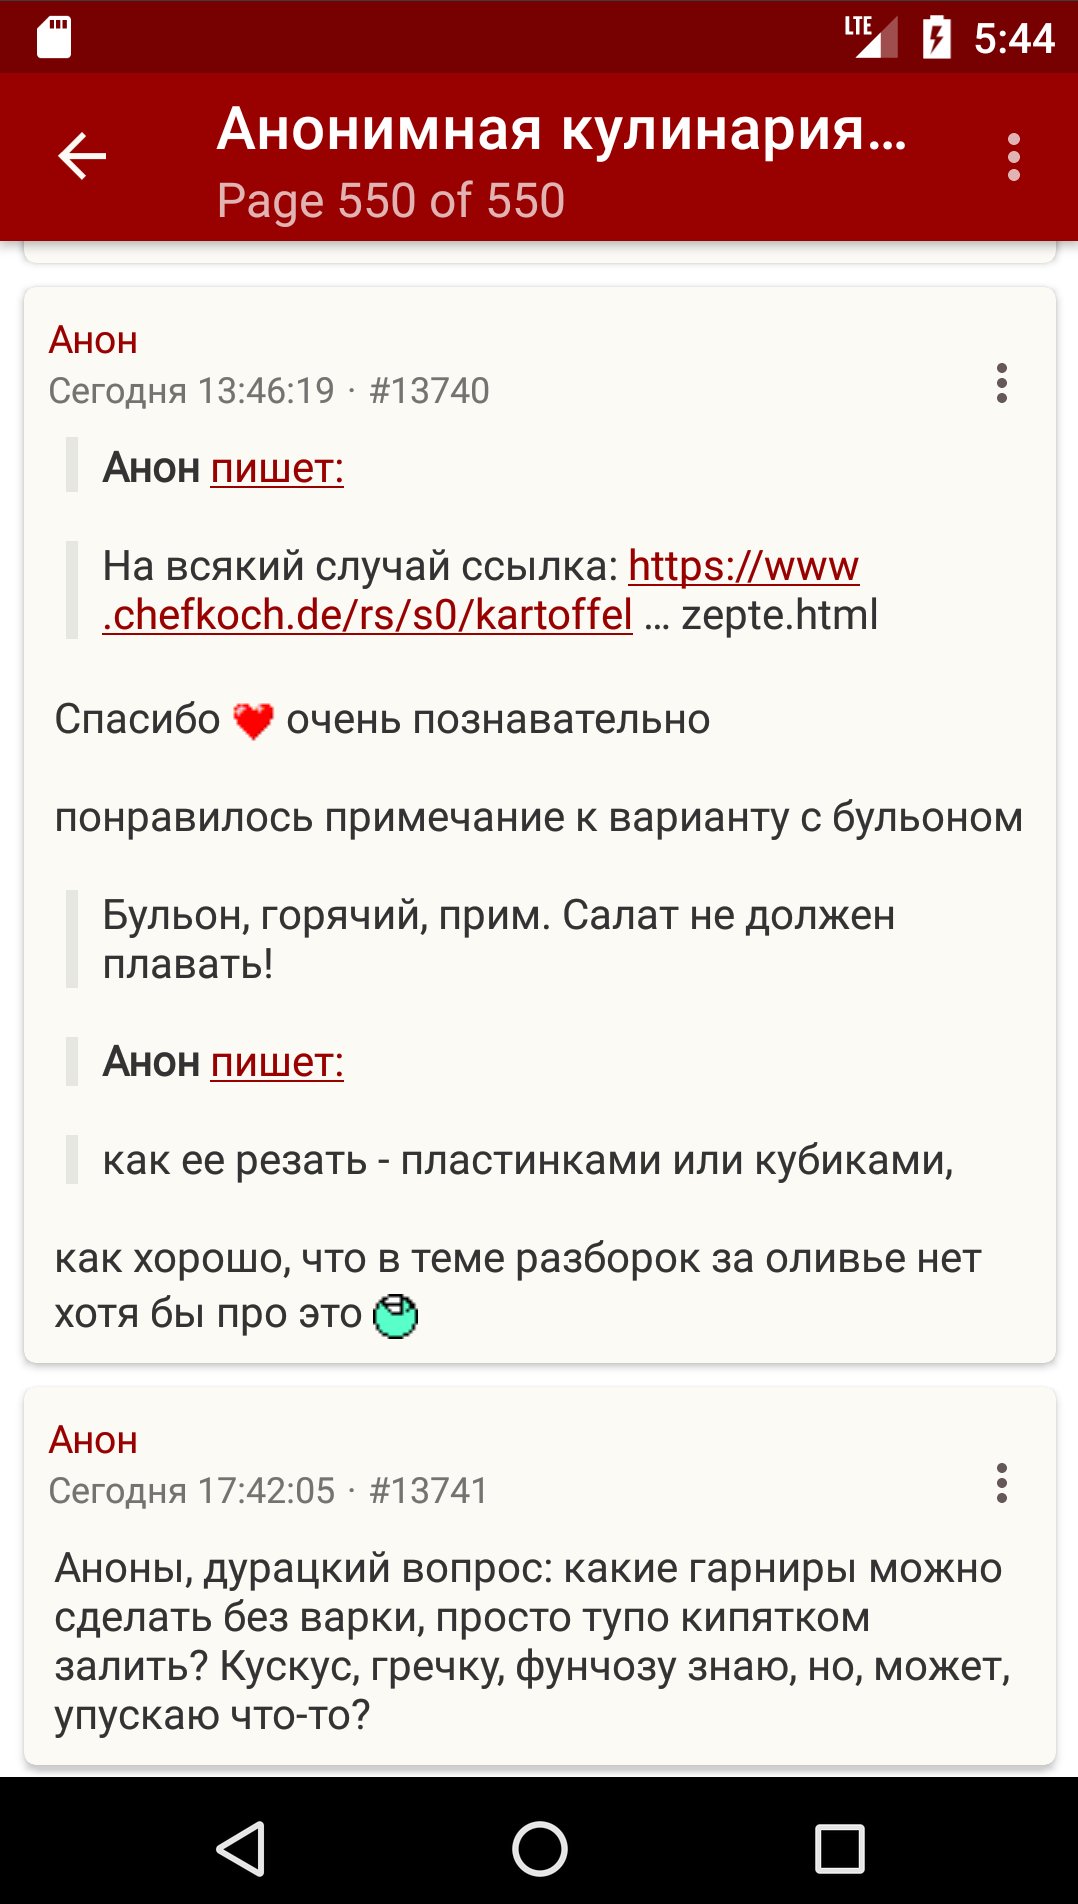 LTE 5:44
Анонимная кулинария...
Page 550 of 550
Анон
Сегодня 13:46:19 · #13740
Анон пишет:
На всякий случай ссылка: https://www
.chefkoch.de/rs/s0/kartoffel ... zepte.html
Спасибо очень познавательно
понравилось примечание к варианту с бульоном
Бульон, горячий, прим. Салат не должен
плавать!
Анон пишет:
как ее резать - пластинками или кубиками,
как хорошо, что в теме разборок за оливье нет
хотя бы про это
Анон
Сегодня 17:42:05 · #13741
Аноны, дурацкий вопрос: какие гарниры можно
сделать без варки, просто тупо кипятком
залить? Кускус, гречку, фунчозу знаю, но, может,
упускаю что-то?